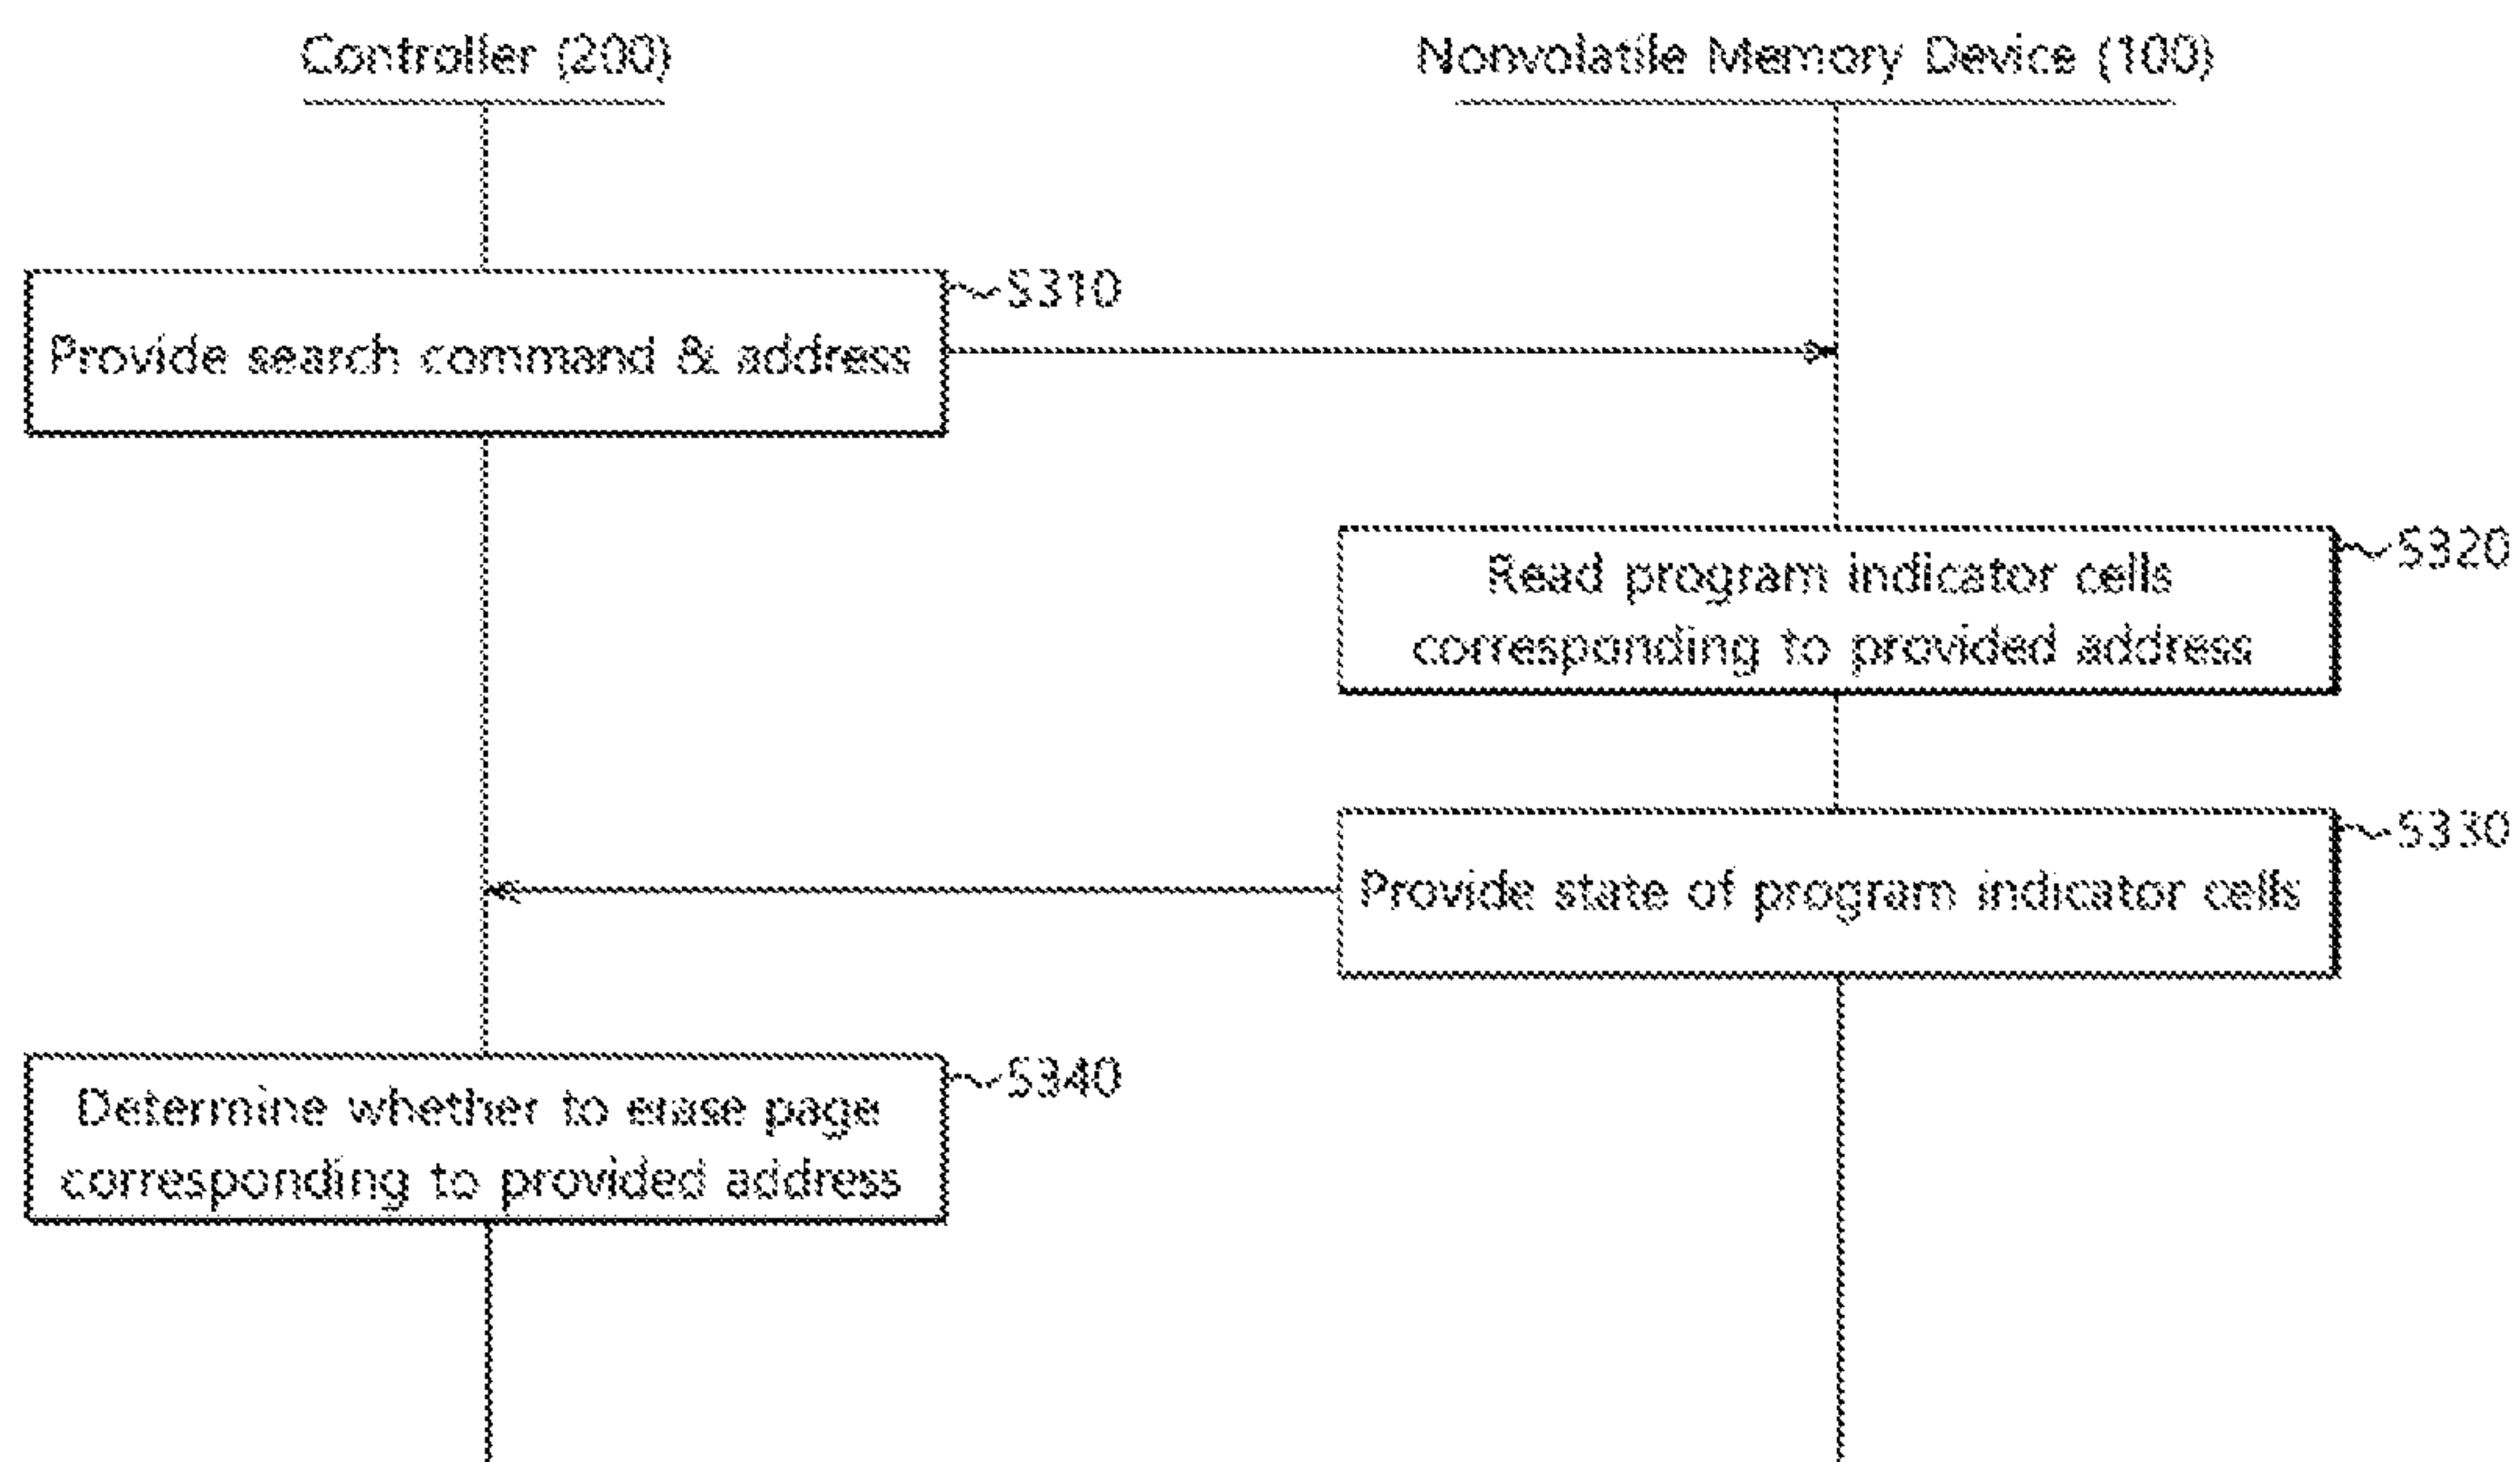 Controller (200)
Nonvolatile Memory Device (100)
S310
Provide search command & address
S320
Read program indicator cells
corresponding to provided address
S330
Provide state of program indicator cells
S340
Determine whether to erase page
corresponding to provided address